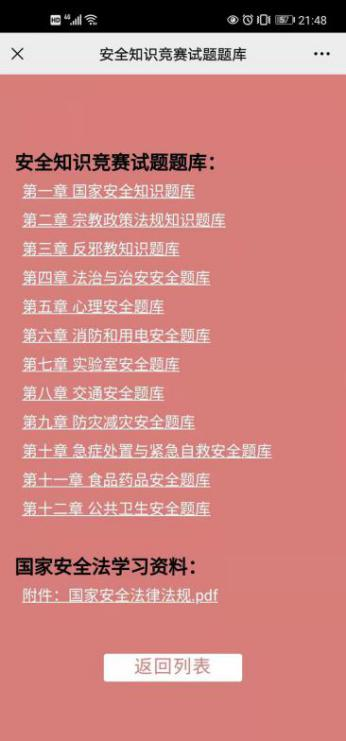 HD 46 57 21:48
安全知识竞赛试题题库
安全知识竞赛试题题库：
第一章 国家安全知识题库
第二章 宗教政策法规知识题库
第三章 反邪教知识题库
第四章 法治与治安安全题库
第五章 心理安全题库
第六章 消防和用电安全题库
第七章 实验室安全题库
第八章 交通安全题库
第九章 防灾减灾安全题库
第十章 急症处置与紧急自救安全题库
第十一章 食品药品安全题库
第十二章 公共卫生安全题库
国家安全法学习资料：
附件：国家安全法律法规.pdf
返回列表